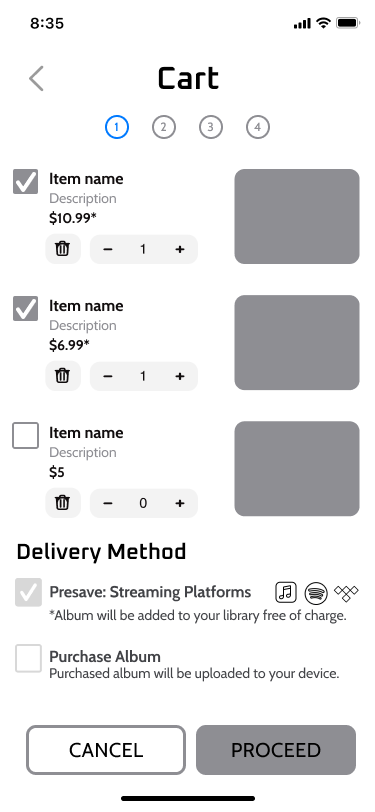 8:35
Cart
1 2 3 4
Item name
Description
$10.99*
− 1 +
Item name
Description
$6.99*
− 1 +
Item name
Description
$5
− 0 +
Delivery Method
Presave: Streaming Platforms
*Album will be added to your library free of charge.
Purchase Album
Purchased album will be uploaded to your device.
CANCEL PROCEED